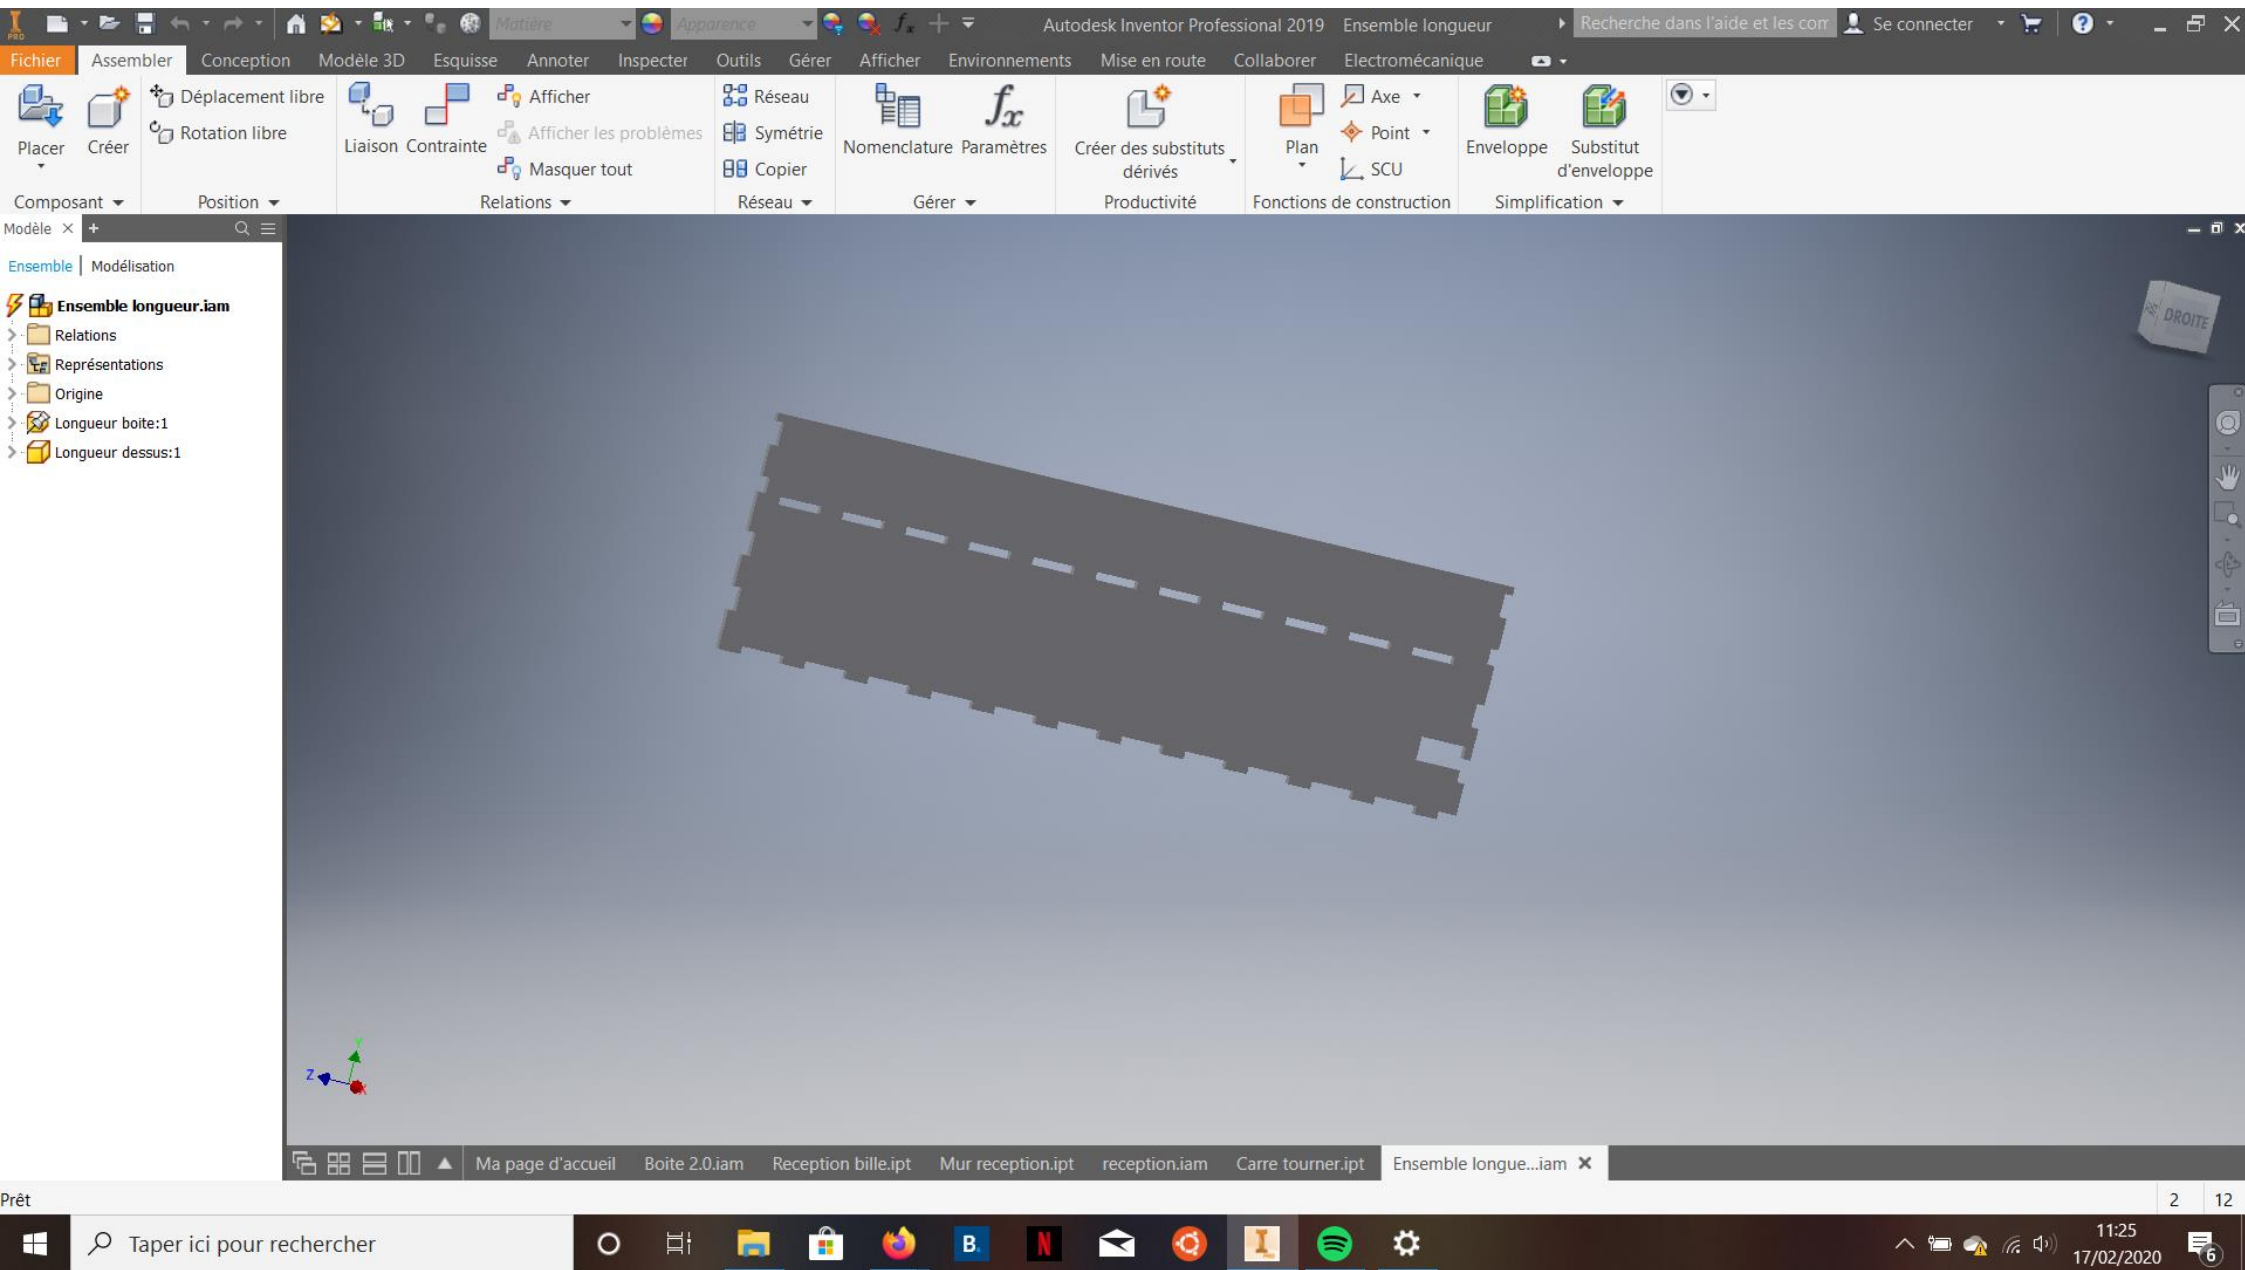 PRO
Matière
Apparence
Autodesk Inventor Professional 2019 Ensemble longueur
Recherche dans l'aide et les com
Se connecter
Fichier Assembler Conception Modèle 3D Esquisse Annoter Inspecter Outils Gérer Afficher Environnements Mise en route Collaborer Electromécanique
Placer
Créer
Déplacement libre
Rotation libre
Liaison Contrainte
Afficher
Afficher les problèmes
Masquer tout
Réseau
Symétrie
Copier
Nomenclature Paramètres
Créer des substituts
dérivés
Plan
Axe
Point
SCU
Enveloppe
Substitut
d'enveloppe
Composant Position Relations Réseau Gérer Productivité Fonctions de construction Simplification
Modèle × +
Ensemble | Modélisation
Ensemble longueur.iam
Relations
Représentations
Origine
Longueur boite:1
Longueur dessus:1
DROITE
Y
Z
X
Ma page d'accueil Boite 2.0.iam Reception bille.ipt Mur reception.ipt reception.iam Carre tourner.ipt Ensemble longue...iam
Prêt
2 12
Taper ici pour rechercher
B.
N
I
11:25
17/02/2020
6